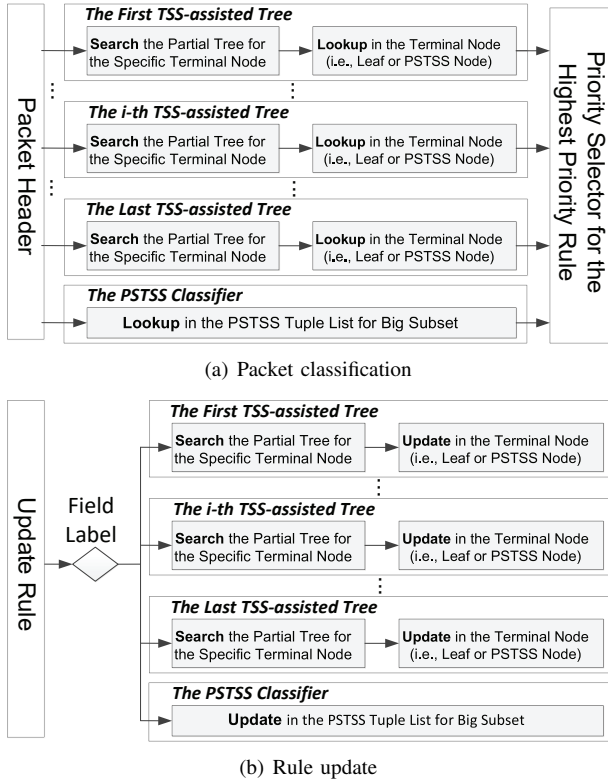 Packet Header
The First TSS-assisted Tree
Search the Partial Tree for
the Specific Terminal Node
Lookup in the Terminal Node
(i.e., Leaf or PSTSS Node)
The i-th TSS-assisted Tree
Search the Partial Tree for
the Specific Terminal Node
Lookup in the Terminal Node
(i.e., Leaf or PSTSS Node)
The Last TSS-assisted Tree
Search the Partial Tree for
the Specific Terminal Node
Lookup in the Terminal Node
(i.e., Leaf or PSTSS Node)
The PSTSS Classifier
Lookup in the PSTSS Tuple List for Big Subset
Priority Selector for the
Highest Priority Rule
(a) Packet classification
Update Rule
Field
Label
The First TSS-assisted Tree
Search the Partial Tree for
the Specific Terminal Node
Update in the Terminal Node
(i.e., Leaf or PSTSS Node)
The i-th TSS-assisted Tree
Search the Partial Tree for
the Specific Terminal Node
Update in the Terminal Node
(i.e., Leaf or PSTSS Node)
The Last TSS-assisted Tree
Search the Partial Tree for
the Specific Terminal Node
Update in the Terminal Node
(i.e., Leaf or PSTSS Node)
The PSTSS Classifier
Update in the PSTSS Tuple List for Big Subset
(b) Rule update